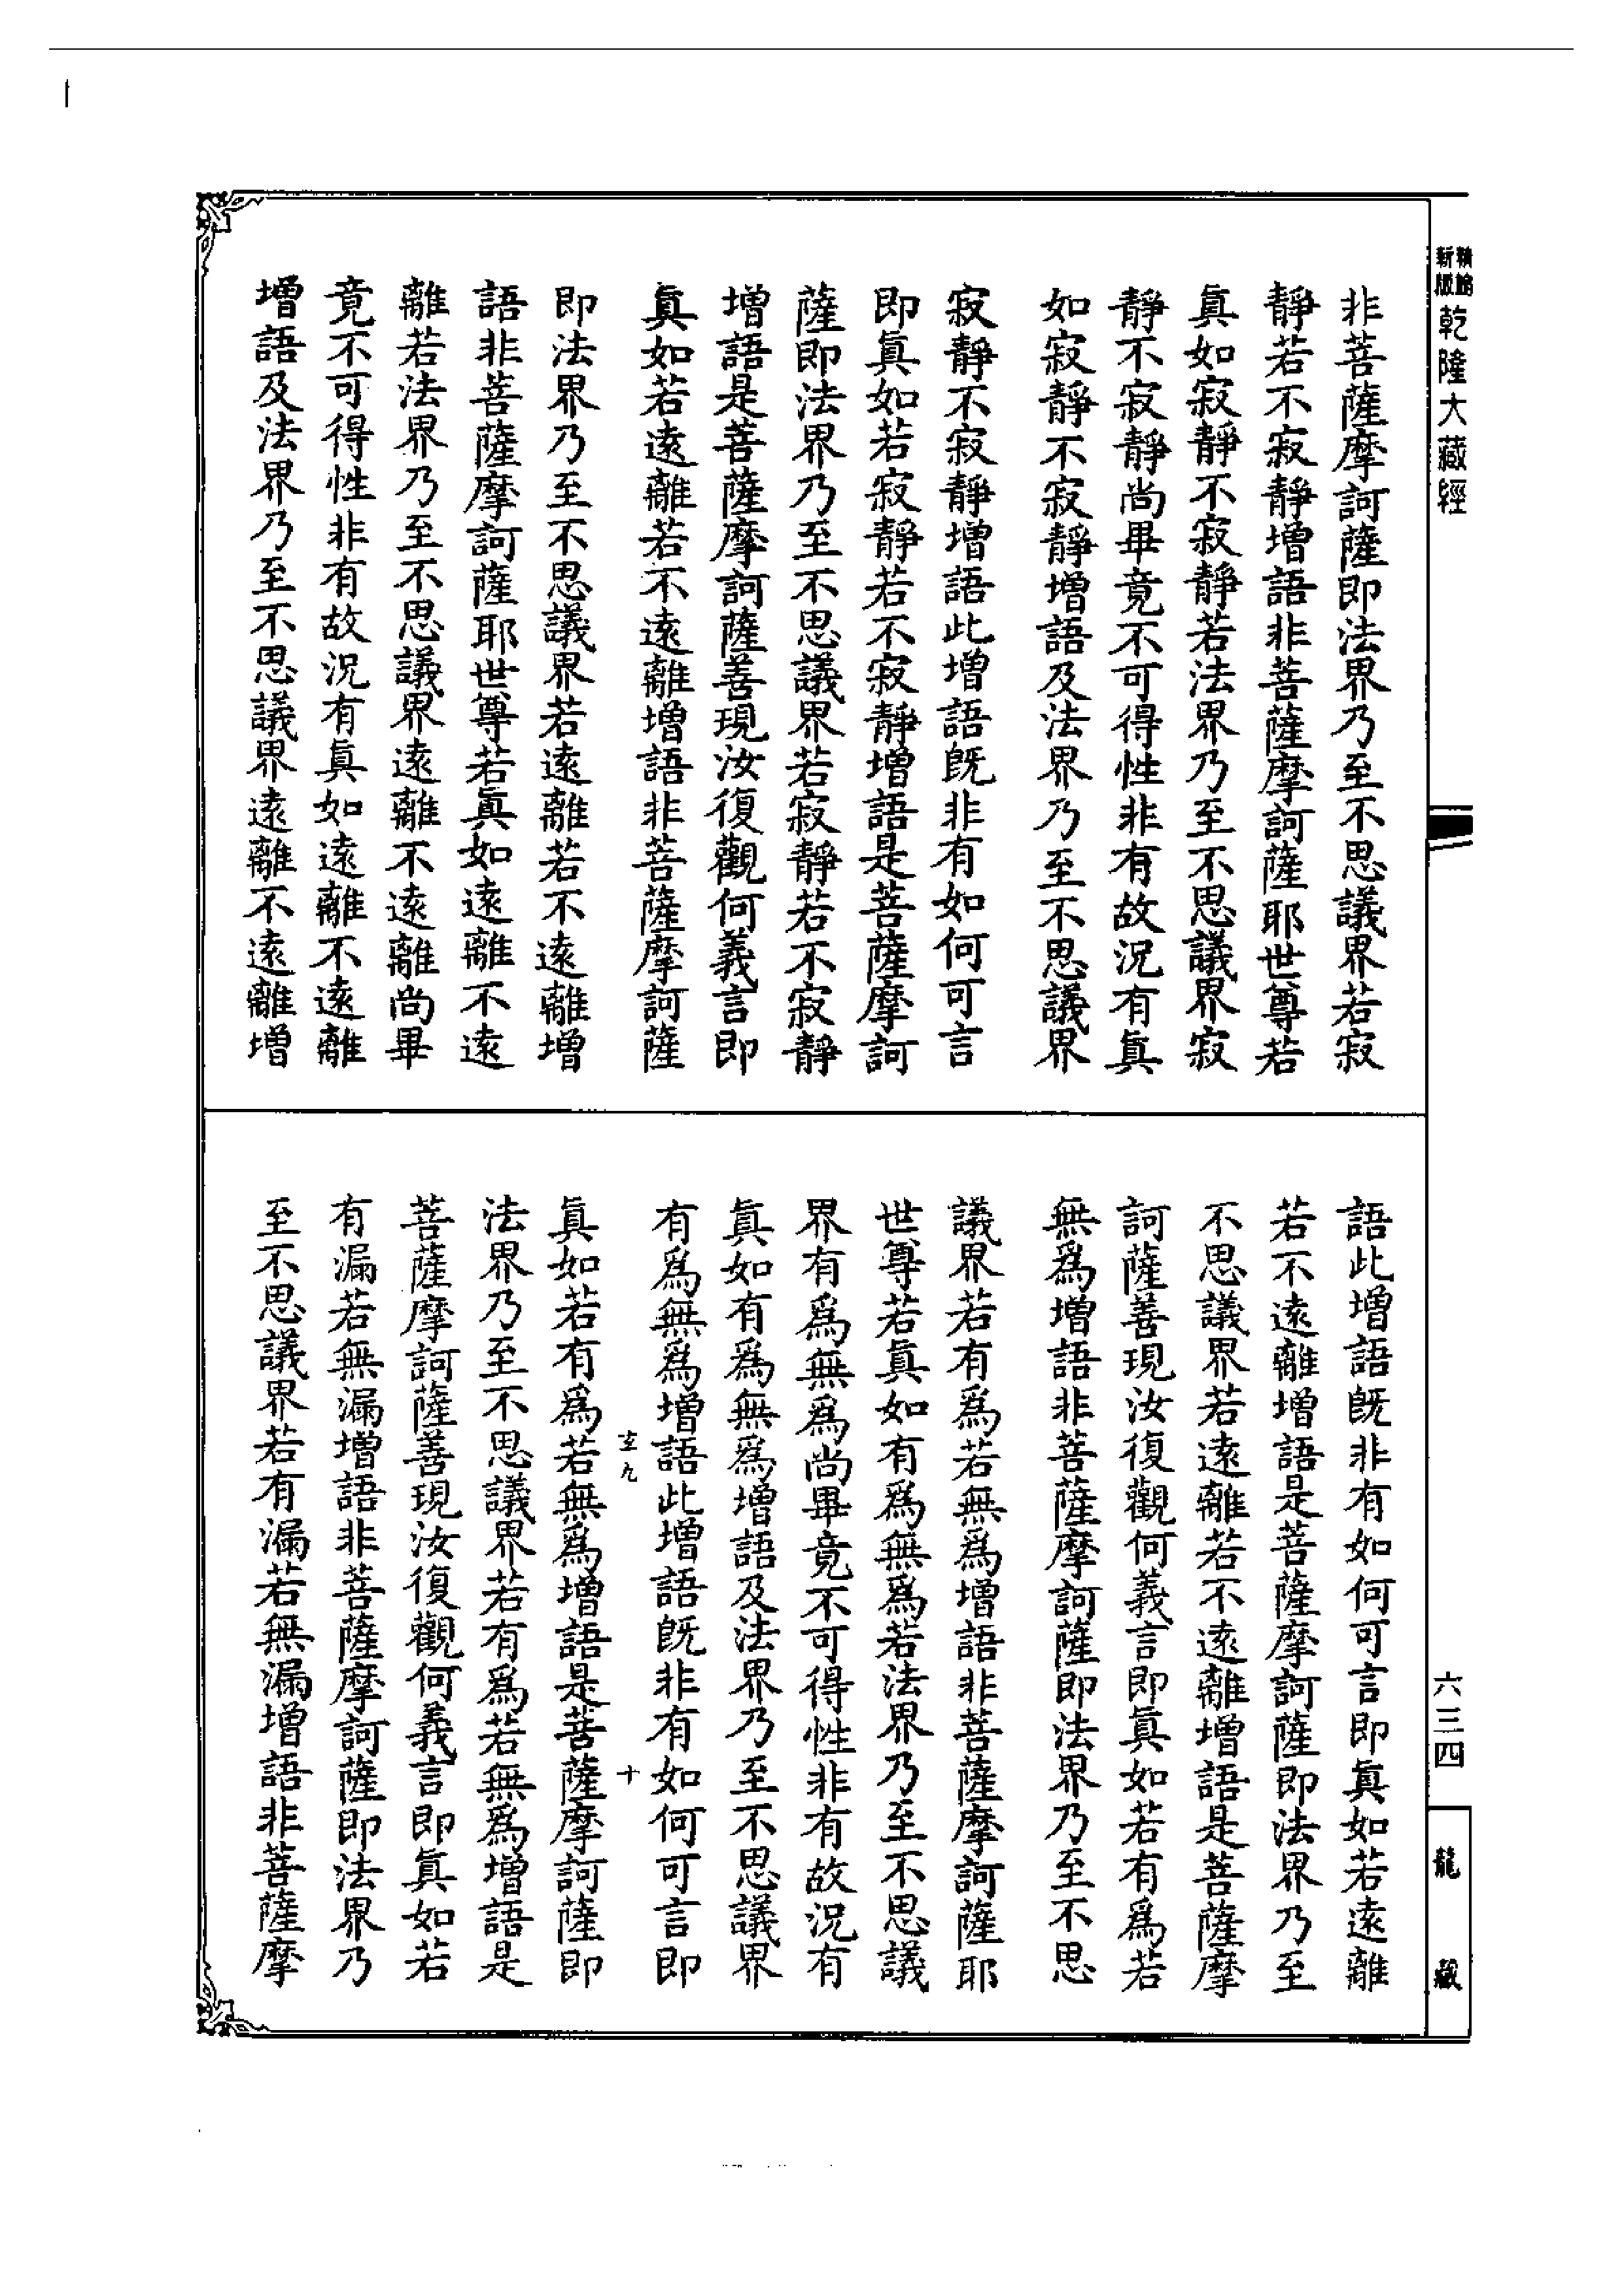 新版
精縮
乾隆大藏經
非菩薩摩訶薩即法界乃至不思議界若寂
靜若不寂靜增語非菩薩摩訶薩耶世尊若
眞如寂靜不寂靜若法界乃至不思議界寂
靜不寂靜尚畢竟不可得性非有故況有眞
如寂靜不寂靜增語及法界乃至不思議界
寂靜不寂靜增語此增語旣非有如何可言
即眞如若寂靜若不寂靜增語是菩薩摩訶
薩即法界乃至不思議界若寂靜若不寂靜
增語是菩薩摩訶薩善現汝復觀何義言即
眞如若遠離若不遠離增語非菩薩摩訶薩
即法界乃至不思議界若遠離若不遠離增
語非菩薩摩訶薩耶世尊若眞如遠離不遠
離若法界乃至不思議界遠離不遠離尚畢
竟不可得性非有故況有眞如遠離不遠離
增語及法界乃至不思議界遠離不遠離增
語此增語旣非有如何可言即眞如若遠離
若不遠離增語是菩薩摩訶薩即法界乃至
不思議界若遠離若不遠離增語是菩薩摩
訶薩善現汝復觀何義言即眞如若有爲若
無爲增語非菩薩摩訶薩即法界乃至不思
議界若有爲若無爲增語非菩薩摩訶薩耶
世尊若眞如有爲無爲若法界乃至不思議
界有爲無爲尚畢竟不可得性非有故況有
眞如有爲無爲增語及法界乃至不思議界
有爲無爲增語此增語旣非有如何可言即
眞如若有爲若無爲增語是菩薩摩訶薩即
法界乃至不思議界若有爲若無爲增語是
菩薩摩訶薩善現汝復觀何義言即眞如若
有漏若無漏增語非菩薩摩訶薩即法界乃
至不思議界若有漏若無漏增語非菩薩摩
九
十
六三四
龍藏